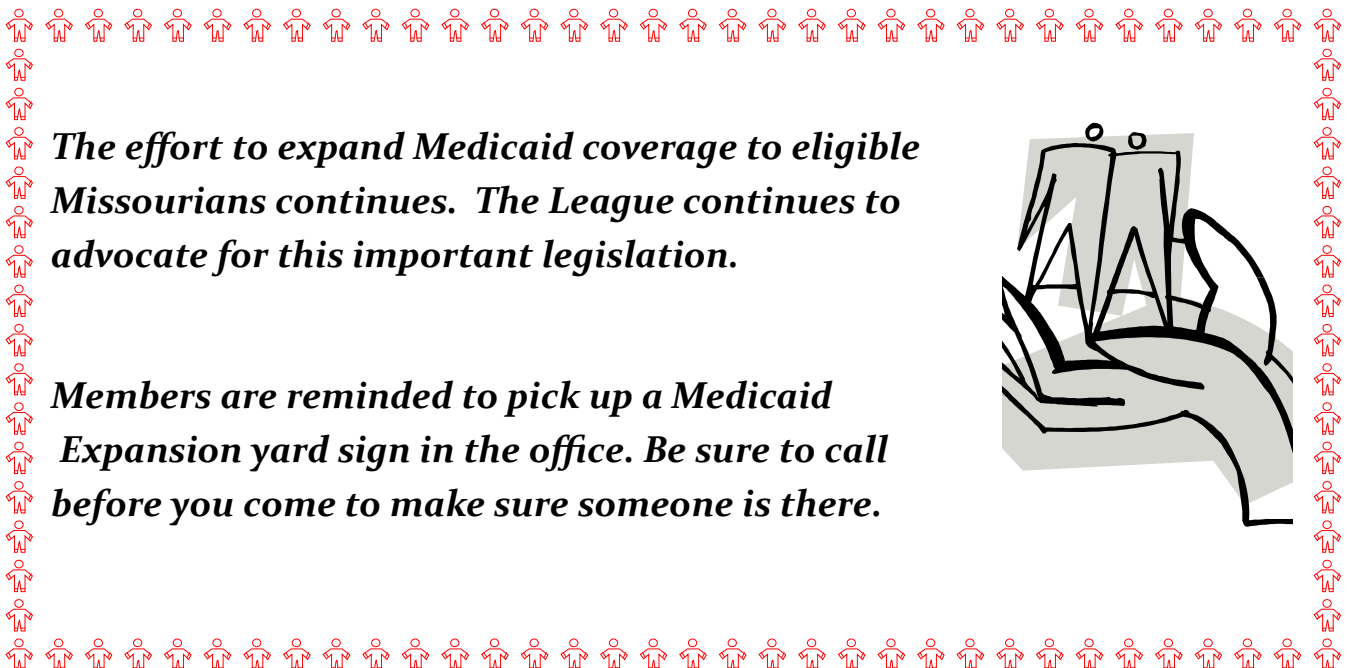 The effort to expand Medicaid coverage to eligible
Missourians continues.  The League continues to
advocate for this important legislation.
Members are reminded to pick up a Medicaid
Expansion yard sign in the office. Be sure to call
before you come to make sure someone is there.